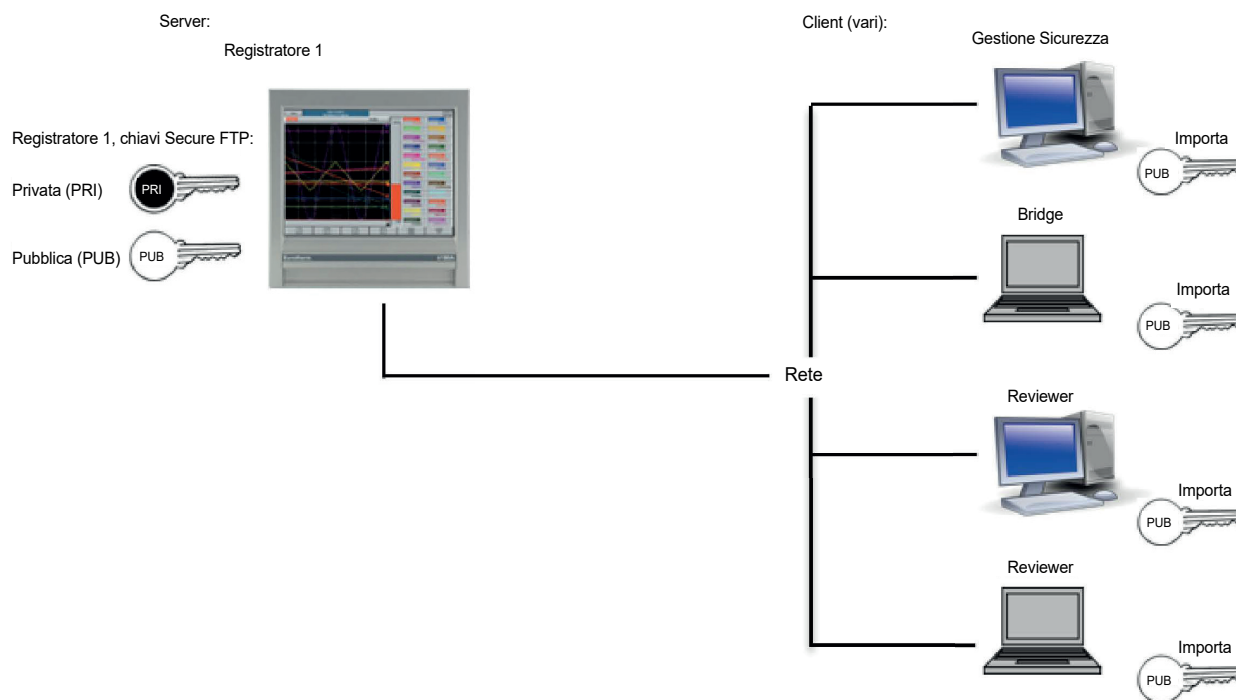 Server:
Registratore 1
Registratore 1, chiavi Secure FTP:
Privata (PRI)
PRI
Pubblica (PUB)
PUB
Rete
Client (vari):
Gestione Sicurezza
Importa
PUB
Bridge
Importa
PUB
Reviewer
Importa
PUB
Reviewer
Importa
PUB